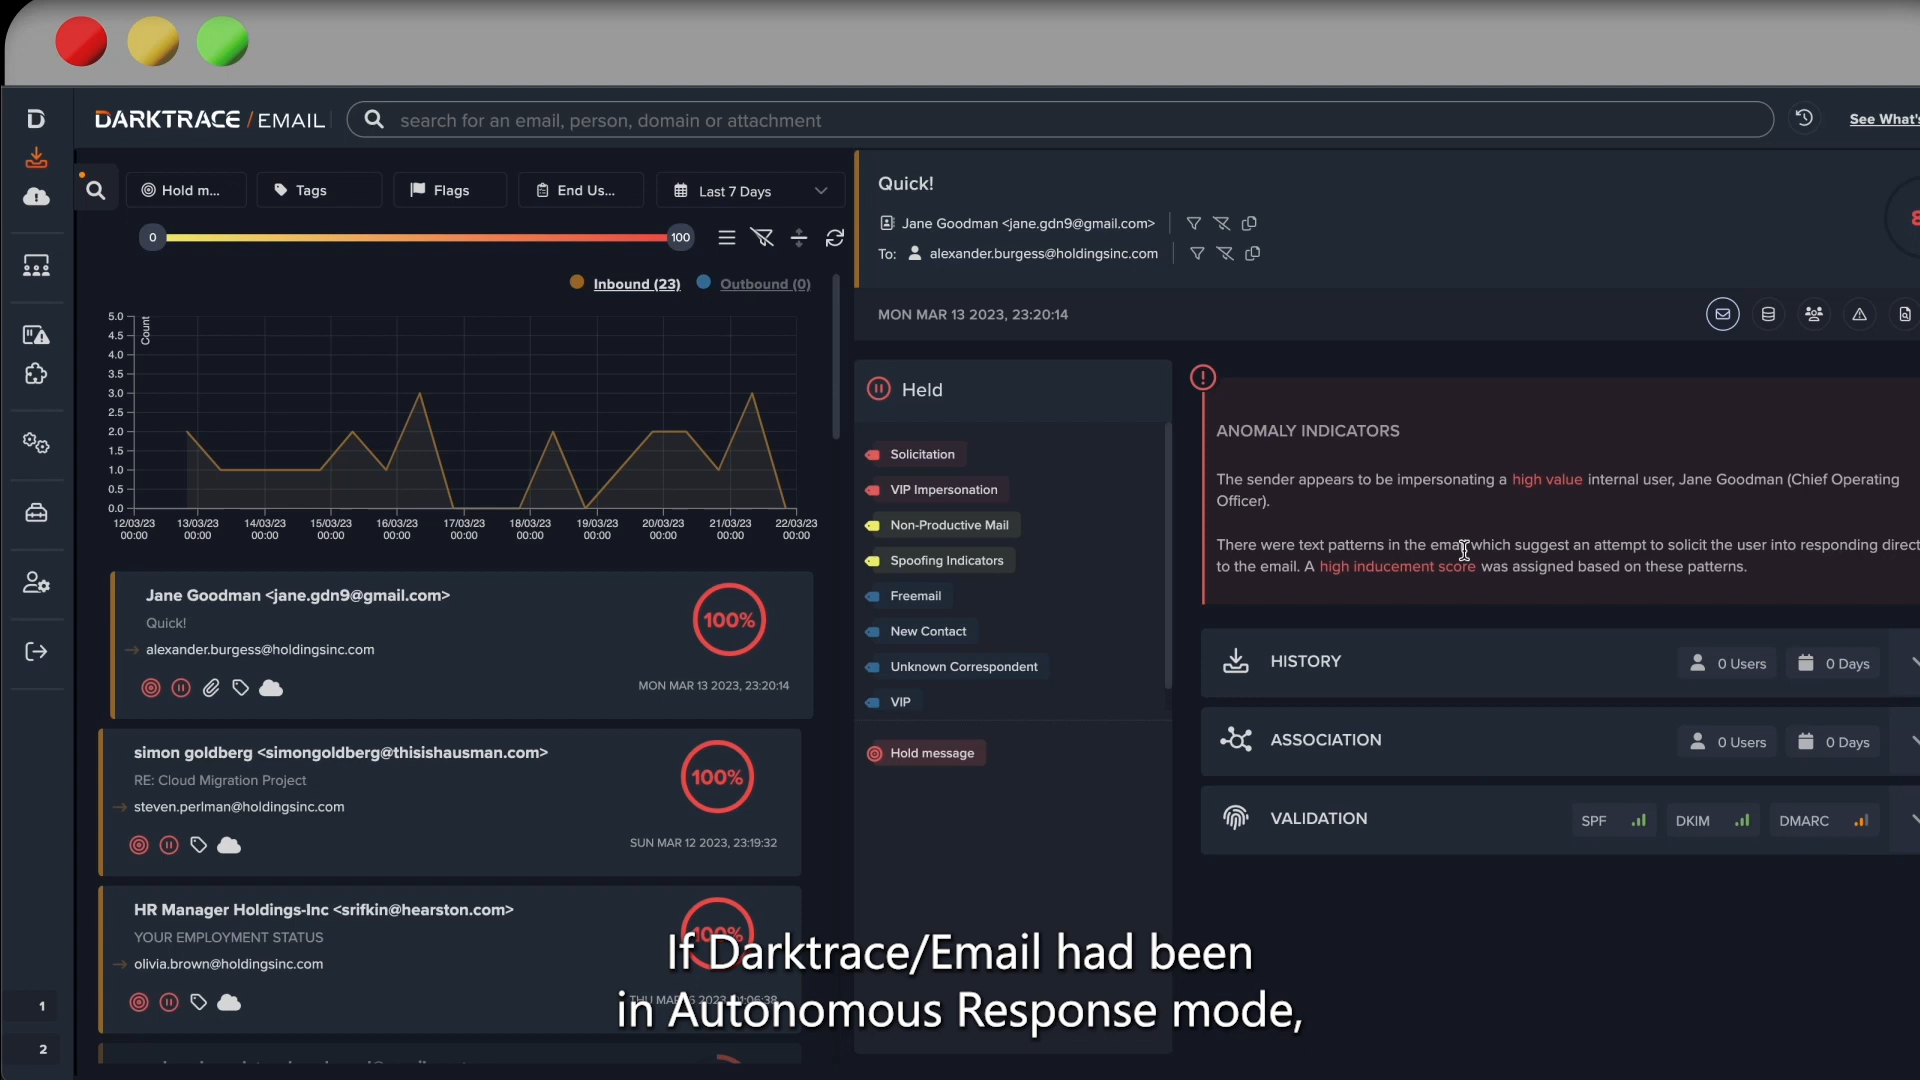 DARKTRACE / EMAIL
search for an email, person, domain or attachment
See What's
Hold m...
Tags
Flags
End Us...
Last 7 Days
0
100
Inbound (23)
Outbound (0)
Count
5.0
4.5
4.0
3.5
3.0
2.5
2.0
1.5
1.0
0.5
0.0
12/03/23 13/03/23 14/03/23 15/03/23 16/03/23 17/03/23 18/03/23 19/03/23 20/03/23 21/03/23 22/03/23
00:00 00:00 00:00 00:00 00:00 00:00 00:00 00:00 00:00 00:00 00:00
Jane Goodman <jane.gdn9@gmail.com>
Quick!
alexander.burgess@holdingsinc.com
100%
MON MAR 13 2023, 23:20:14
simon goldberg <simongoldberg@thisishausman.com>
RE: Cloud Migration Project
steven.perlman@holdingsinc.com
100%
SUN MAR 12 2023, 23:19:32
HR Manager Holdings-Inc <srifkin@hearston.com>
YOUR EMPLOYMENT STATUS
olivia.brown@holdingsinc.com
100%
1
2
Quick!
Jane Goodman <jane.gdn9@gmail.com>
To: alexander.burgess@holdingsinc.com
MON MAR 13 2023, 23:20:14
Held
Solicitation
VIP Impersonation
Non-Productive Mail
Spoofing Indicators
Freemail
New Contact
Unknown Correspondent
VIP
Hold message
ANOMALY INDICATORS
The sender appears to be impersonating a high value internal user, Jane Goodman (Chief Operating
Officer).
There were text patterns in the email which suggest an attempt to solicit the user into responding direct
to the email. A high inducement score was assigned based on these patterns.
HISTORY
0 Users
0 Days
ASSOCIATION
0 Users
0 Days
VALIDATION
SPF
DKIM
DMARC
If Darktrace/Email had been
in Autonomous Response mode,